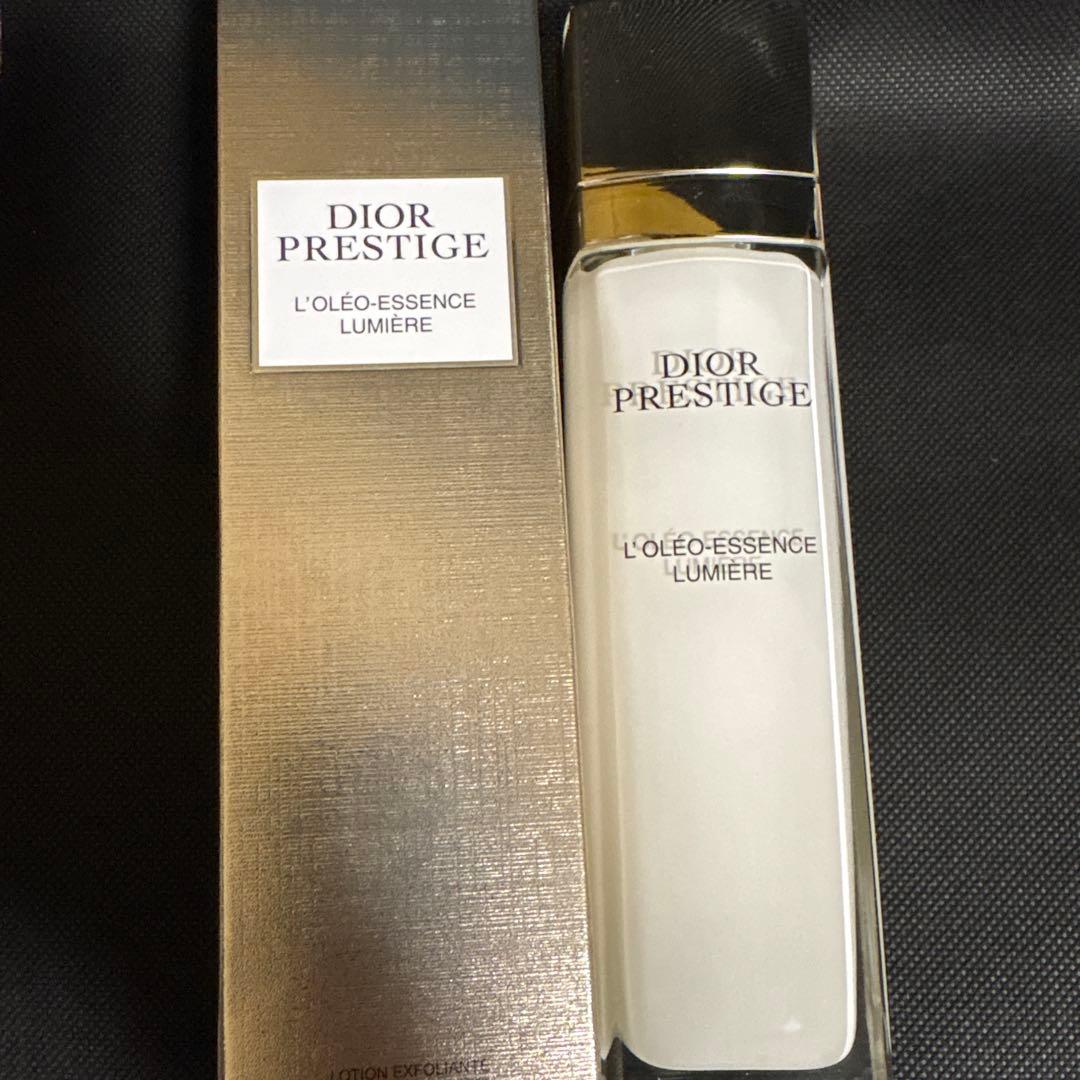 DIOR
PRESTIGE
L'OLÉO-ESSENCE
LUMIÈRE
LOTION EXFOLIANTE
DIOR
PRESTIGE
L'OLÉO-ESSENCE
LUMIÈRE